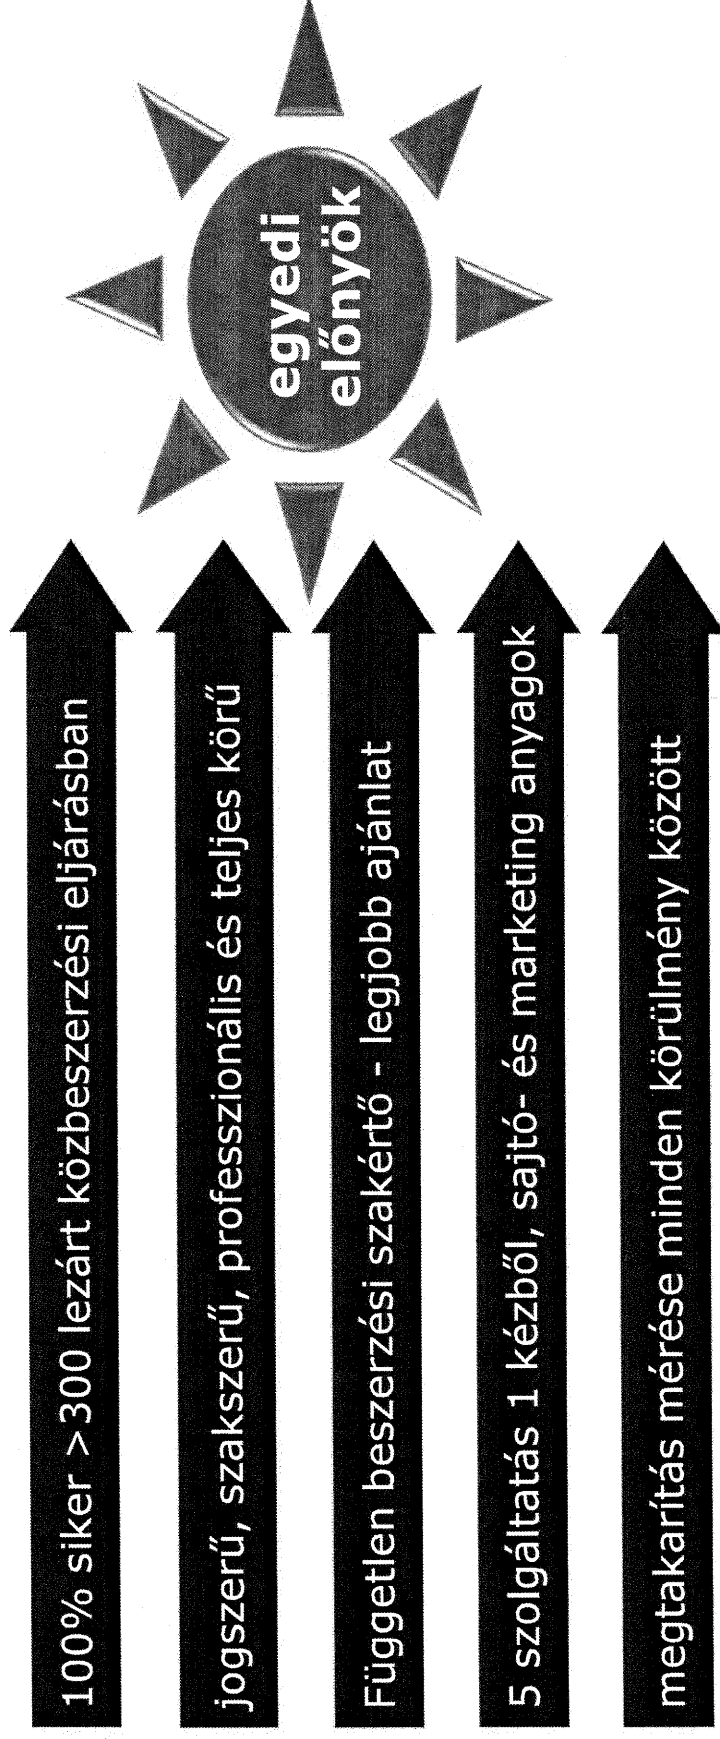 100% siker >300 lezárt közbeszerzési eljárásban
jogszerű, szakszerű, professzionális és teljes körű
Független beszerzési szakértő - legjobb ajánlat
5 szolgáltatás 1 kézből, sajtó- és marketing anyagok
megtakarítás mérése minden körülmény között
egyedi
előnyök